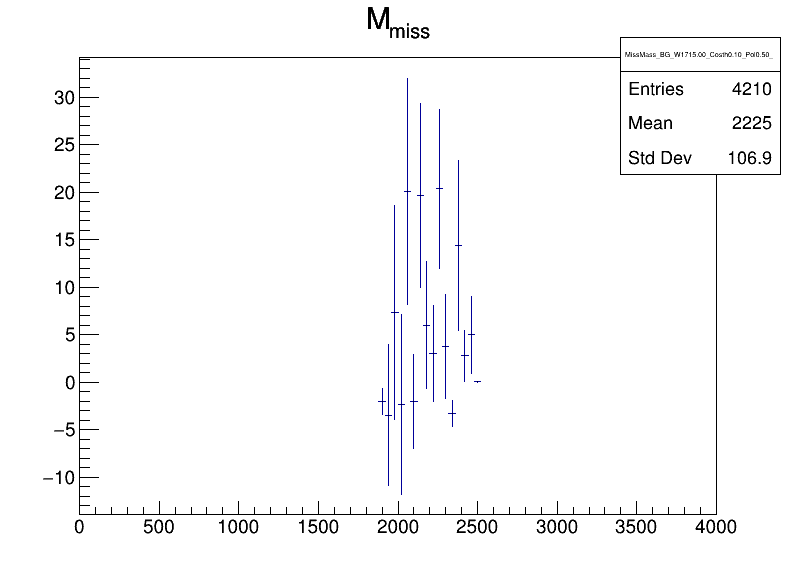 Mmiss
MissMass_BG_W1715.00_Costh0.10_Pol0.50_
Entries 4210
Mean 2225
Std Dev 106.9
30
25
20
15
10
5
0
−5
−10
0 500 1000 1500 2000 2500 3000 3500 4000